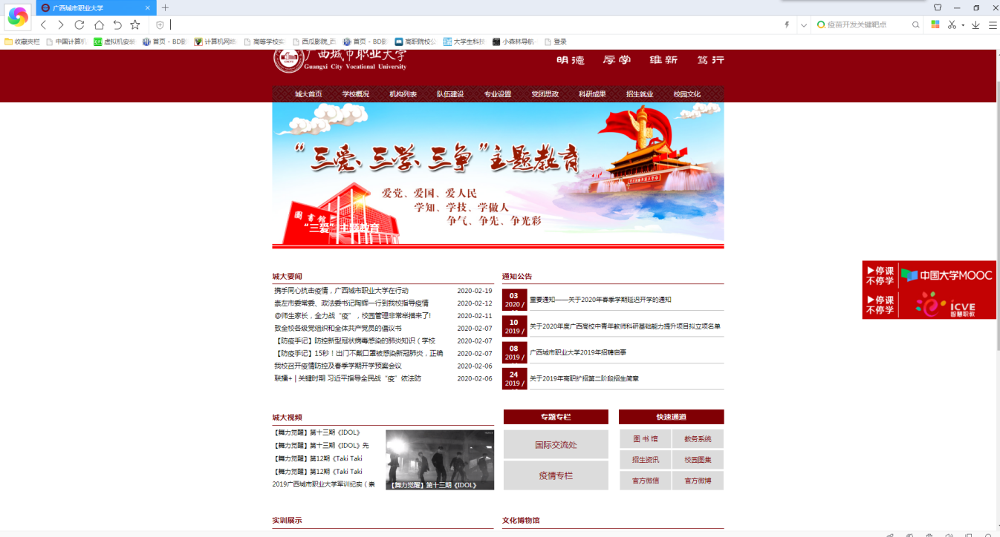 广西城市职业大学
疫苗开发关键靶点
收藏夹栏
中国计算机
虚拟机安装
首页 - BD影
计算机网络
高等学校实
西瓜影院_西
首页 - BD影
高职院校公
大学生科技
小森林导航-
登录
广西城市职业大学
Guangxi City Vocational University
明德 厚学 维新 笃行
城大首页 学校概况 机构列表 队伍建设 专业设置 党团思政 科研成果 招生就业 校园文化
“三爱、三学、三争”主题教育
爱党、爱国、爱人民
学知、学技、学做人
争气、争先、争光彩
圖書館
“三爱”主题教育
停课不停学
中国大学MOOC
停课不停学
ICVE
智慧职教
城大要闻
携手同心抗击疫情，广西城市职业大学在行动 2020-02-19
崇左市委常委、政法委书记陶辉一行到我校指导疫情 2020-02-12
@师生家长，全力战“疫”，校园管理非常举措来了! 2020-02-11
致全校各级党组织和全体共产党员的倡议书 2020-02-07
【防疫手记】防控新型冠状病毒感染的肺炎知识（学校 2020-02-07
【防疫手记】15秒！出门不戴口罩被感染新冠肺炎，正确 2020-02-07
我校召开疫情防控及春季学期开学预案会议 2020-02-06
联播+ | 关键时期 习近平指导全民战“疫”依法防 2020-02-06
通知公告
03
2020 /
重要通知——关于2020年春季学期延迟开学的通知
10
2019 /
关于2020年度广西高校中青年教师科研基础能力提升项目拟立项名单
08
2019 /
广西城市职业大学2019年招聘启事
24
2019 /
关于2019年高职扩招第二阶段招生简章
城大视频
【舞力觉醒】第十三期《IDOL》
【舞力觉醒】第十三期《IDOL》先
【舞力觉醒】第12期《Taki Taki
【舞力觉醒】第12期《Taki Taki
2019广西城市职业大学军训纪实（崇
【舞力觉醒】第十三期《IDOL》
专题专栏
国际交流处
疫情专栏
快速通道
图 书 馆 教务系统
招生资讯 校园图集
官方微信 官方微博
实训展示
文化博物馆